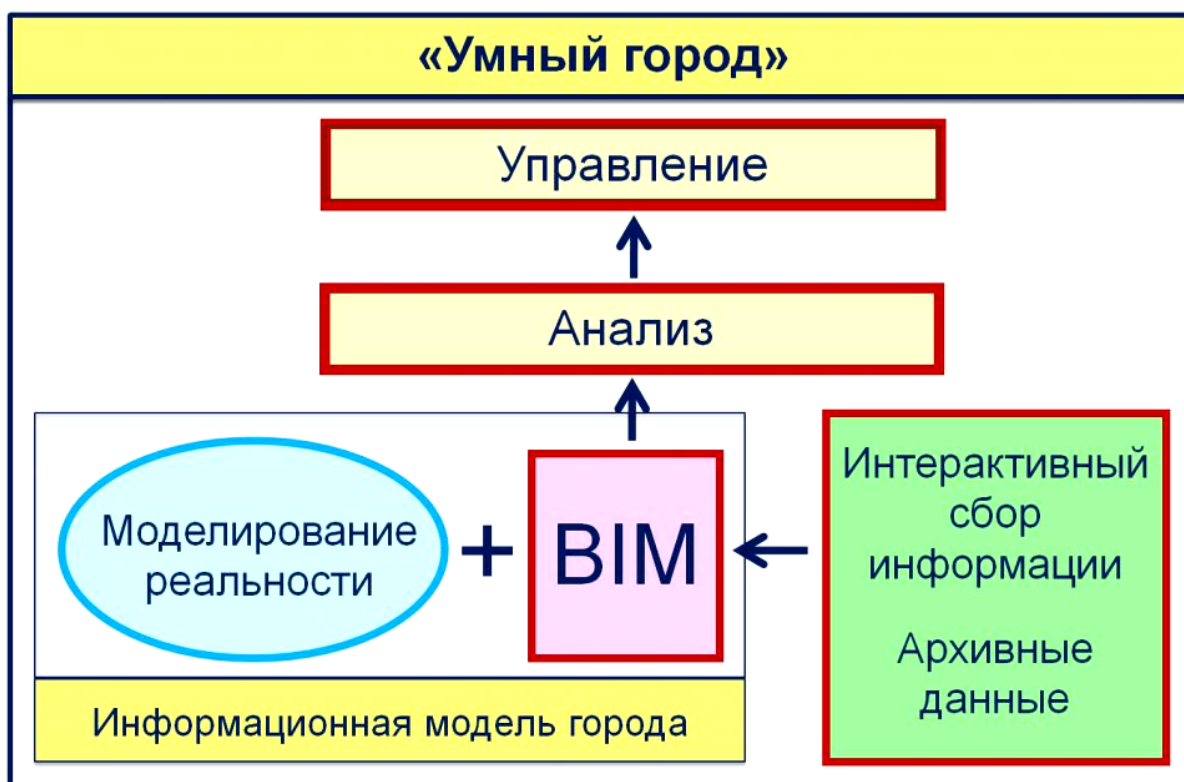 «Умный город»
Управление
Анализ
Моделирование
реальности
+
BIM
Интерактивный
сбор
информации
Архивные
данные
Информационная модель города